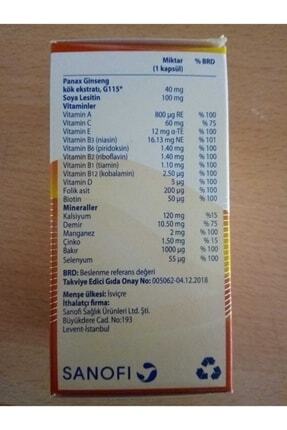 Miktar % BRD
(1 kapsül)
Panax Ginseng
kök ekstratı, G115* 40 mg
Soya Lesitin 100 mg
Vitaminler
Vitamin A 800 µg RE % 100
Vitamin C 60 mg % 75
Vitamin E 12 mg α-TE % 100
Vitamin B3 (niasin) 16.13 mg NE % 101
Vitamin B6 (piridoksin) 1.40 mg % 100
Vitamin B2 (riboflavin) 1.40 mg % 100
Vitamin B1 (tiamin) 1.10 mg % 100
Vitamin B12 (kobalamin) 2.50 µg % 100
Vitamin D 5 µg % 100
Folik asit 200 µg % 100
Biotin 50 µg % 100
Mineraller
Kalsiyum 120 mg %15
Demir 10.50 mg % 75
Manganez 2 mg % 100
Çinko 1.50 mg % 15
Bakır 1000 µg % 100
Selenyum 55 µg % 100
BRD: Beslenme referans değeri
Takviye Edici Gıda Onay No: 005062-04.12.2018
Menşe ülkesi: İsviçre
İthalatçı firma:
Sanofi Sağlık Ürünleri Ltd. Şti.
Büyükdere Cad. No:193
Levent-İstanbul
SANOFI